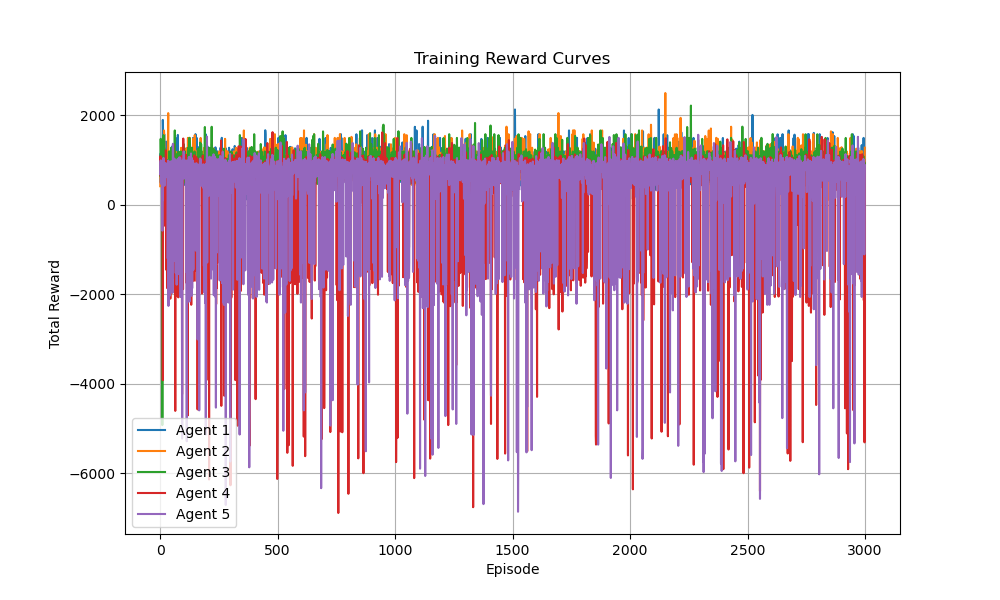 Training Reward Curves
Total Reward
2000
0
−2000
−4000
−6000
Agent 1
Agent 2
Agent 3
Agent 4
Agent 5
0 500 1000 1500 2000 2500 3000
Episode